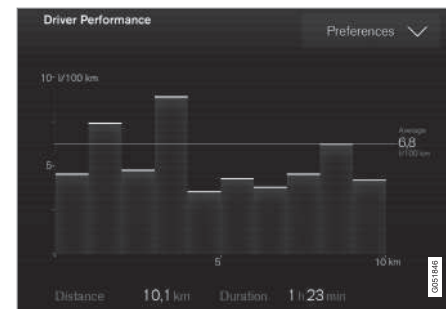 Driver Performance
Preferences
10 l/100 km
Average
6,8
l/100 km
5
5
10 km
Distance 10,1 km Duration 1 h 23 min
G051846